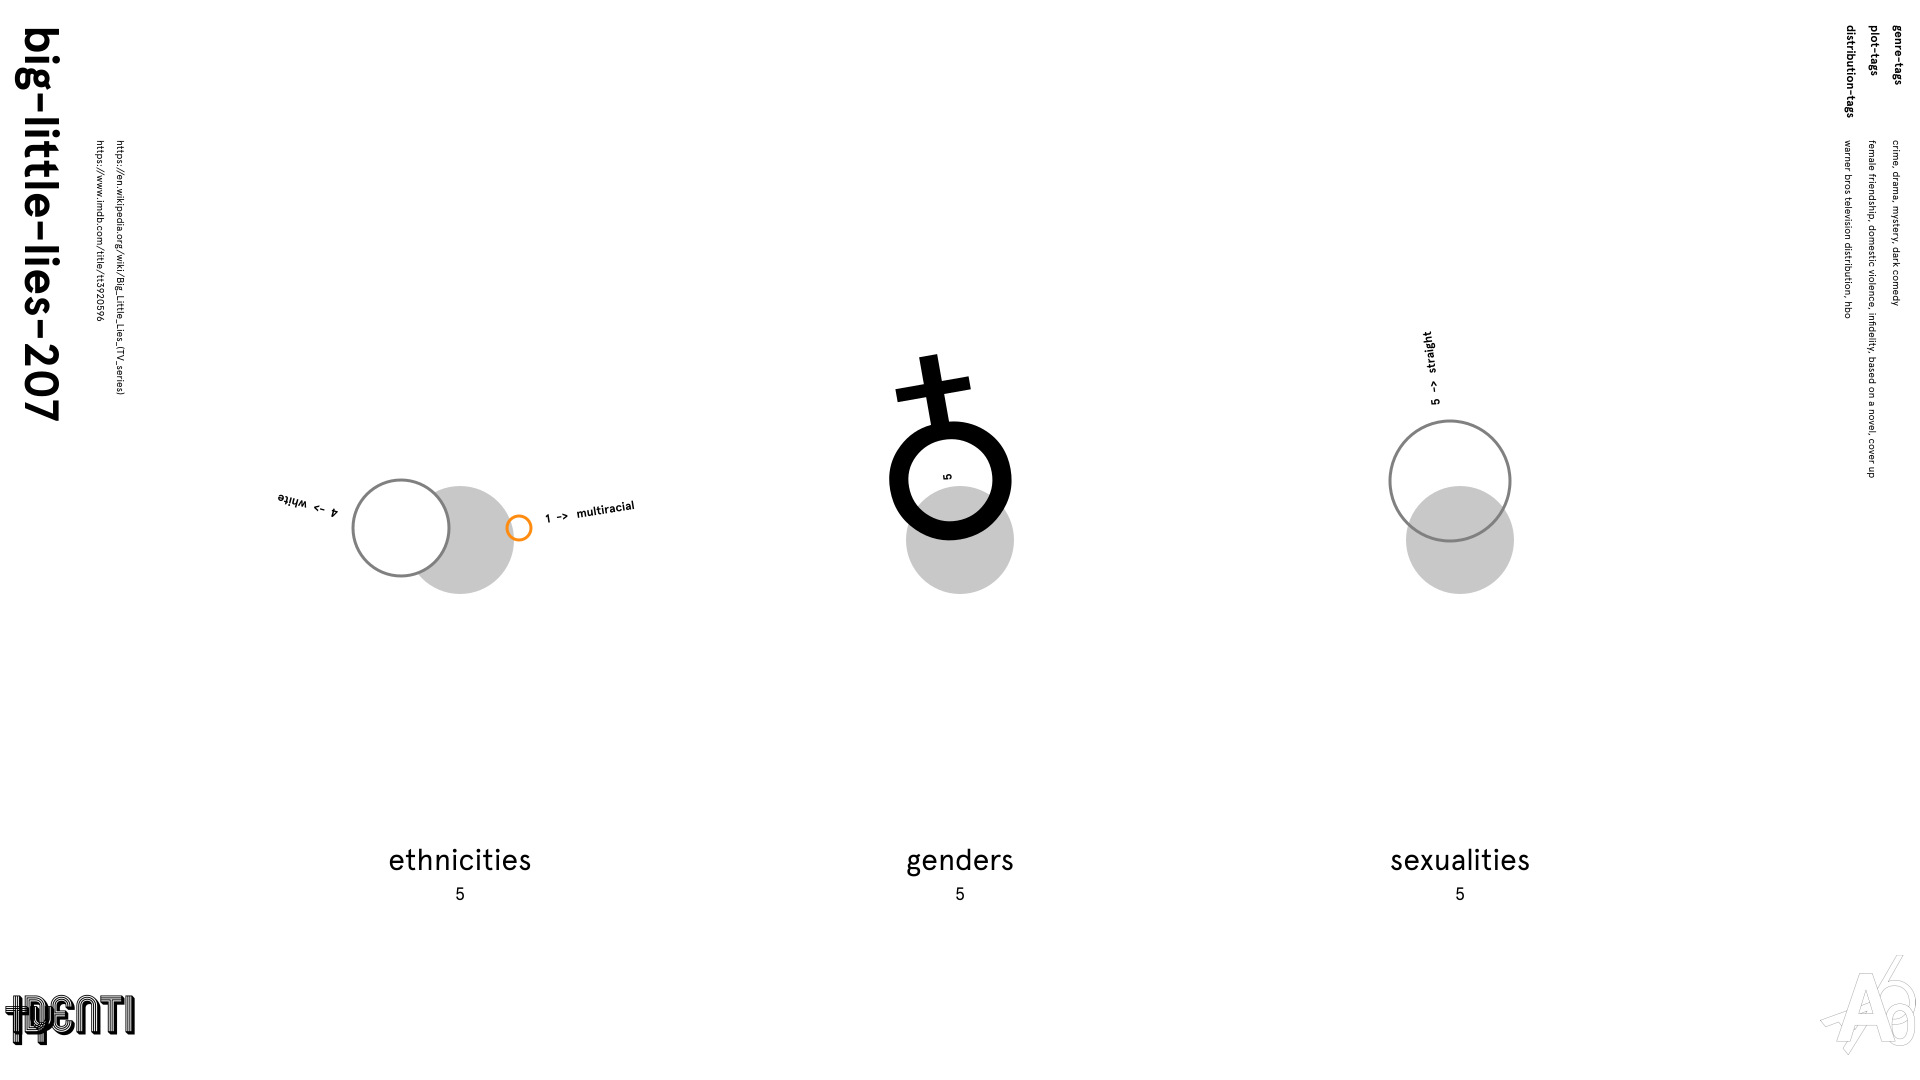 big-little-lies-207
https://en.wikipedia.org/wiki/Big_Little_Lies_(TV_series)
https://www.imdb.com/title/tt3920596
genre-tags
crime, drama, mystery, dark comedy
plot-tags
female friendship, domestic violence, infidelity, based on a novel, cover up
distribution-tags
warner bros television distribution, hbo
4 -> white
1 -> multiracial
5
5 -> straight
ethnicities
5
genders
5
sexualities
5
IDENTI